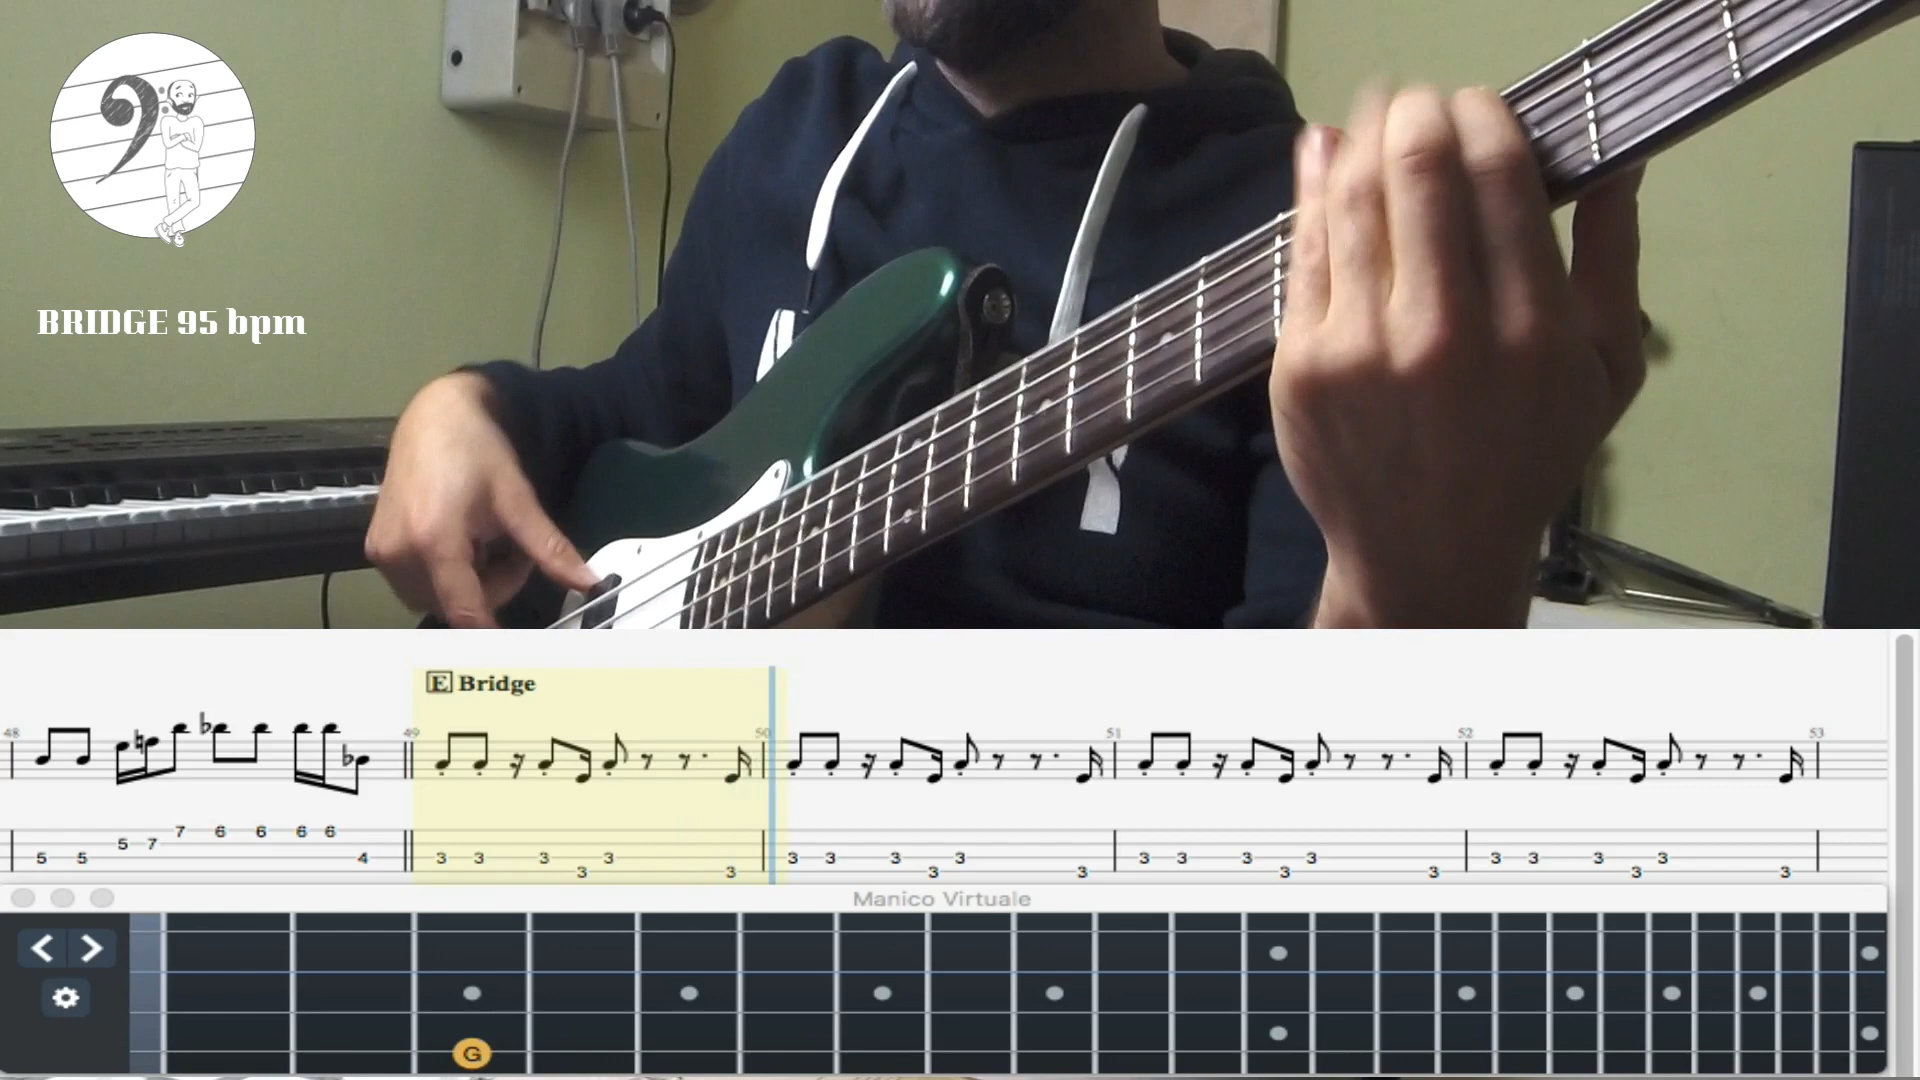 BRIDGE 95 bpm
E Bridge
48 49 50 51 52 53
7 6 6 6 6
5 7
5 5 4 3 3 3 3 3 3 3 3 3 3 3 3 3 3 3 3
3 3 3 3 3 3 3 3
Manico Virtuale
G